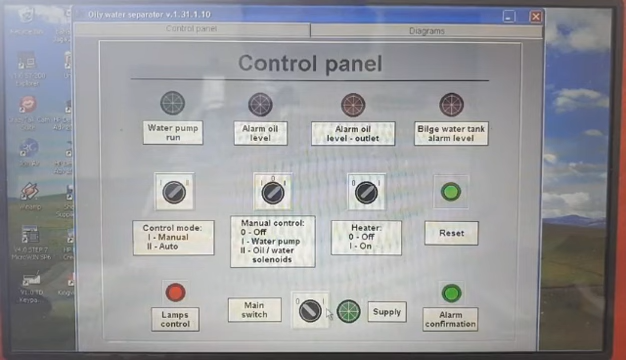 Oily water separator v.1.31.1.10
Control panel
Diagrams
Control panel
Water pump
run
Alarm oil
level
Alarm oil
level - outlet
Bilge water tank
alarm level
0
I
Control mode:
I - Manual
II - Auto
Manual control:
0 - Off
I - Water pump
II - Oil / water
solenoids
Heater:
0 - Off
I - On
Reset
Lamps
control
Main
switch
0
I
Supply
Alarm
confirmation